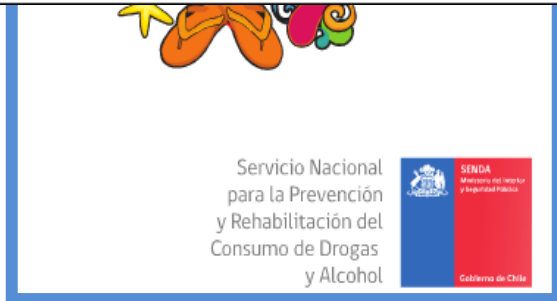 Servicio Nacional
para la Prevención
y Rehabilitación del
Consumo de Drogas
y Alcohol
SENDA
Ministerio del Interior
y Seguridad Pública
Gobierno de Chile